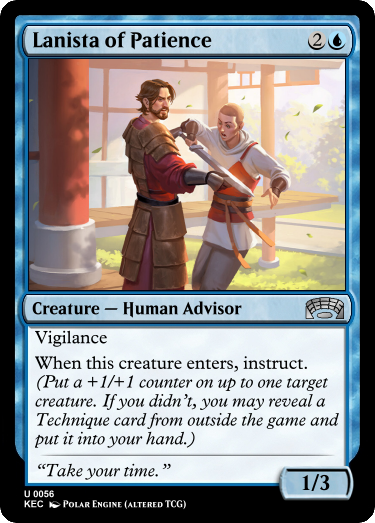 Lanista of Patience 2
Creature — Human Advisor
Vigilance
When this creature enters, instruct.
(Put a +1/+1 counter on up to one target
creature. If you didn't, you may reveal a
Technique card from outside the game and
put it into your hand.)
“Take your time.”
1/3
U 0056
KEC Polar Engine (altered TCG)